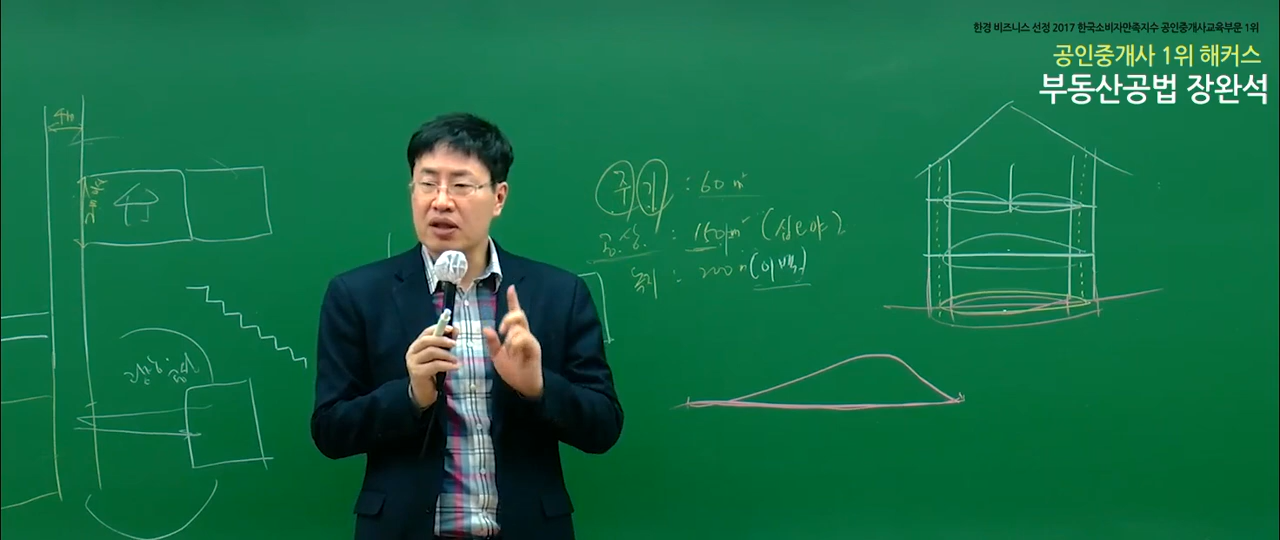 한경 비즈니스 선정 2017 한국소비자만족지수 공인중개사교육부문 1위
공인중개사 1위 해커스
부동산공법 장완석
4m
2m
주 기 : 60㎡
공상 : 150㎡ (십오야)
녹지 : 200㎡ (이백)